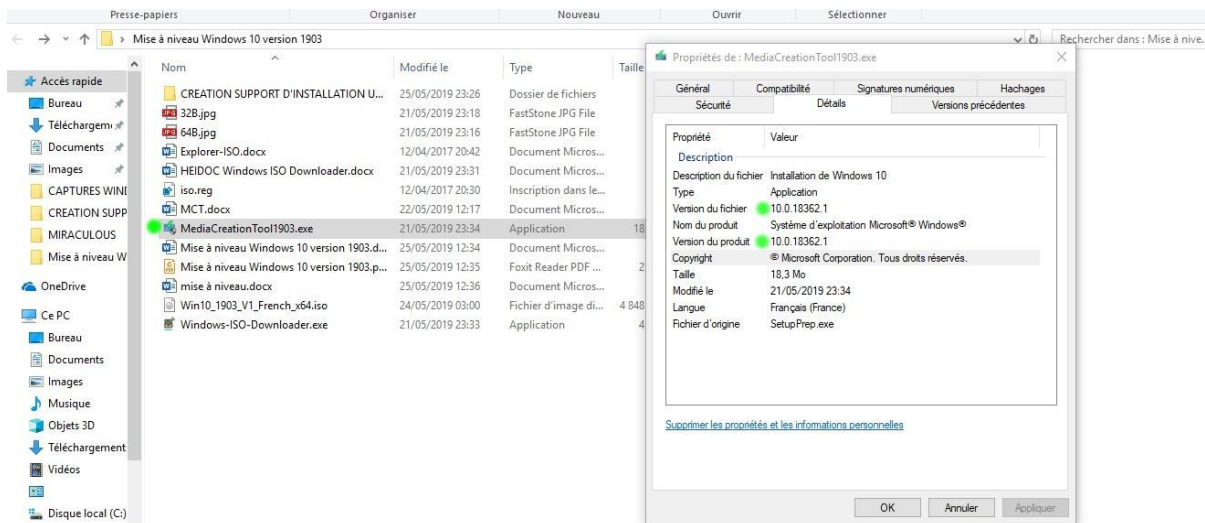 Presse-papiers Organiser Nouveau Ouvrir Sélectionner
Mise à niveau Windows 10 version 1903
Rechercher dans : Mise à nive...
Accès rapide
Bureau
Téléchargem
Documents
Images
CAPTURES WIN
CREATION SUPP
MIRACULOUS
Mise à niveau W
OneDrive
Ce PC
Bureau
Documents
Images
Musique
Objets 3D
Téléchargement
Vidéos
Disque local (C:)
Nom Modifié le Type Taille
CREATION SUPPORT D'INSTALLATION U... 25/05/2019 23:26 Dossier de fichiers
32B.jpg 21/05/2019 23:18 FastStone JPG File
64B.jpg 21/05/2019 23:16 FastStone JPG File
Explorer-ISO.docx 12/04/2017 20:42 Document Micros...
HEIDOC Windows ISO Downloader.docx 21/05/2019 23:31 Document Micros...
iso.reg 12/04/2017 20:30 Inscription dans le...
MCT.docx 22/05/2019 12:17 Document Micros...
MediaCreationTool1903.exe 21/05/2019 23:34 Application 18
Mise à niveau Windows 10 version 1903.d... 25/05/2019 12:34 Document Micros...
Mise à niveau Windows 10 version 1903.p... 25/05/2019 12:35 Foxit Reader PDF ... 2
mise à niveau.docx 25/05/2019 12:36 Document Micros...
Win10_1903_V1_French_x64.iso 24/05/2019 03:00 Fichier d'image di... 4 848
Windows-ISO-Downloader.exe 21/05/2019 23:33 Application 4
Propriétés de : MediaCreationTool1903.exe
Général Compatibilité Signatures numériques Hachages
Sécurité Détails Versions précédentes
Propriété Valeur
Description
Description du fichier Installation de Windows 10
Type Application
Version du fichier 10.0.18362.1
Nom du produit Système d'exploitation Microsoft® Windows®
Version du produit 10.0.18362.1
Copyright © Microsoft Corporation. Tous droits réservés.
Taille 18,3 Mo
Modifié le 21/05/2019 23:34
Langue Français (France)
Fichier d'origine SetupPrep.exe
Supprimer les propriétés et les informations personnelles
OK Annuler Appliquer